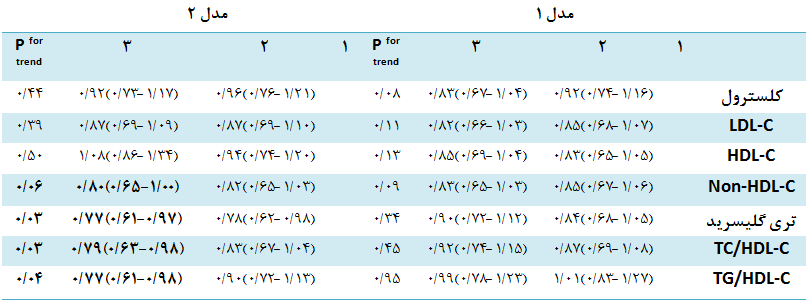 مدل ۱ مدل ۲
۱ ۲ ۳ P for trend ۱ ۲ ۳ P for trend
کلسترول ۰/۹۲(۰/۷۴-۱/۱۶) ۰/۸۳(۰/۶۷-۱/۰۴) ۰/۰۸ ۰/۹۶(۰/۷۶-۱/۲۱) ۰/۹۲(۰/۷۳-۱/۱۷) ۰/۴۴
LDL-C ۰/۸۵(۰/۶۸-۱/۰۷) ۰/۸۲(۰/۶۶-۱/۰۳) ۰/۱۱ ۰/۸۷(۰/۶۹-۱/۱۰) ۰/۸۷(۰/۶۹-۱/۰۹) ۰/۳۹
HDL-C ۰/۸۳(۰/۶۵-۱/۰۵) ۰/۸۵(۰/۶۹-۱/۰۴) ۰/۱۳ ۰/۹۴(۰/۷۴-۱/۲۰) ۱/۰۸(۰/۸۶-۱/۳۴) ۰/۵۰
Non-HDL-C ۰/۸۵(۰/۶۷-۱/۰۶) ۰/۸۳(۰/۶۵-۱/۰۳) ۰/۰۹ ۰/۸۲(۰/۶۵-۱/۰۳) ۰/۸۰(۰/۶۵-۱/۰۰) ۰/۰۶
تری گلیسرید ۰/۸۴(۰/۶۸-۱/۰۵) ۰/۹۰(۰/۷۲-۱/۱۲) ۰/۳۴ ۰/۷۸(۰/۶۲-۰/۹۸) ۰/۷۷(۰/۶۱-۰/۹۷) ۰/۰۳
TC/HDL-C ۰/۸۷(۰/۶۹-۱/۰۸) ۰/۹۲(۰/۷۴-۱/۱۵) ۰/۴۵ ۰/۸۳(۰/۶۷-۱/۰۴) ۰/۷۹(۰/۶۳-۰/۹۸) ۰/۰۳
TG/HDL-C ۱/۰۱(۰/۸۳-۱/۲۷) ۰/۹۹(۰/۷۸-۱/۲۳) ۰/۹۵ ۰/۹۰(۰/۷۲-۱/۱۳) ۰/۷۷(۰/۶۱-۰/۹۸) ۰/۰۴